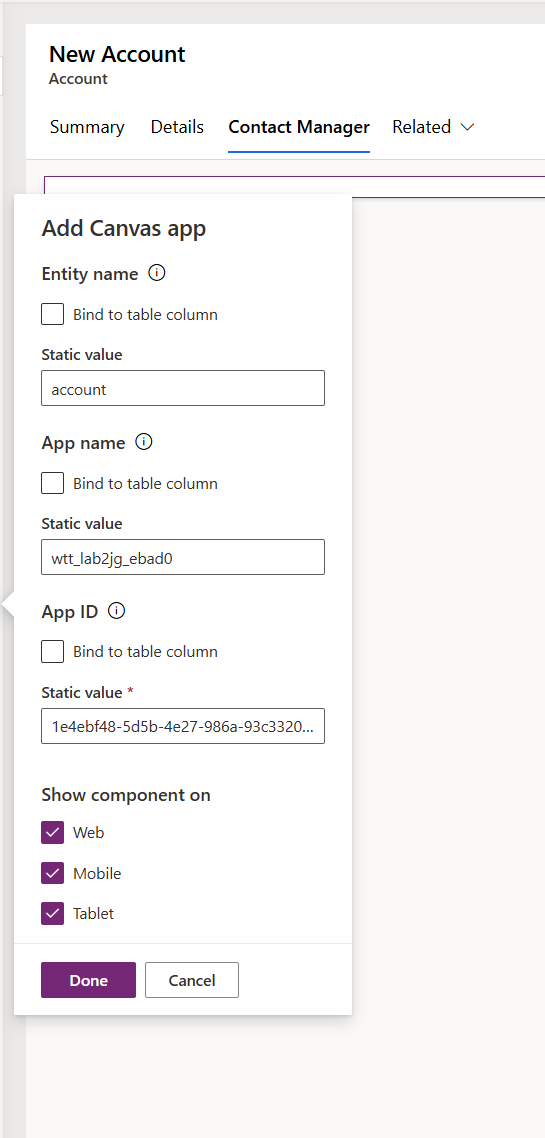 New Account
Account
Summary Details Contact Manager Related
Add Canvas app
Entity name
Bind to table column
Static value
account
App name
Bind to table column
Static value
wtt_lab2jg_ebad0
App ID
Bind to table column
Static value *
1e4ebf48-5d5b-4e27-986a-93c3320...
Show component on
Web
Mobile
Tablet
Done Cancel